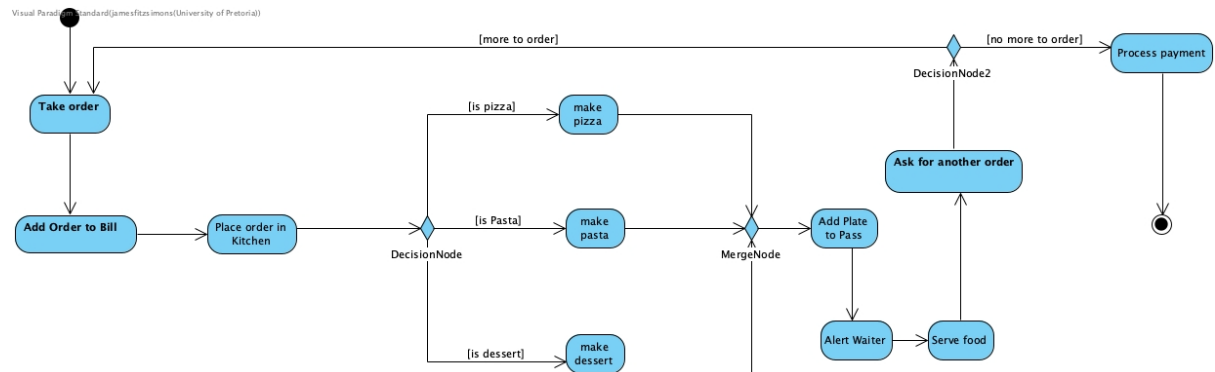 Visual Paradigm Standard(jamesfitzsimons(University of Pretoria))
[more to order]
[no more to order]
Process payment
DecisionNode2
Take order
[is pizza]
make
pizza
Ask for another order
Add Order to Bill
Place order in
Kitchen
[is Pasta]
make
pasta
Add Plate
to Pass
DecisionNode
MergeNode
Alert Waiter
Serve food
[is dessert]
make
dessert